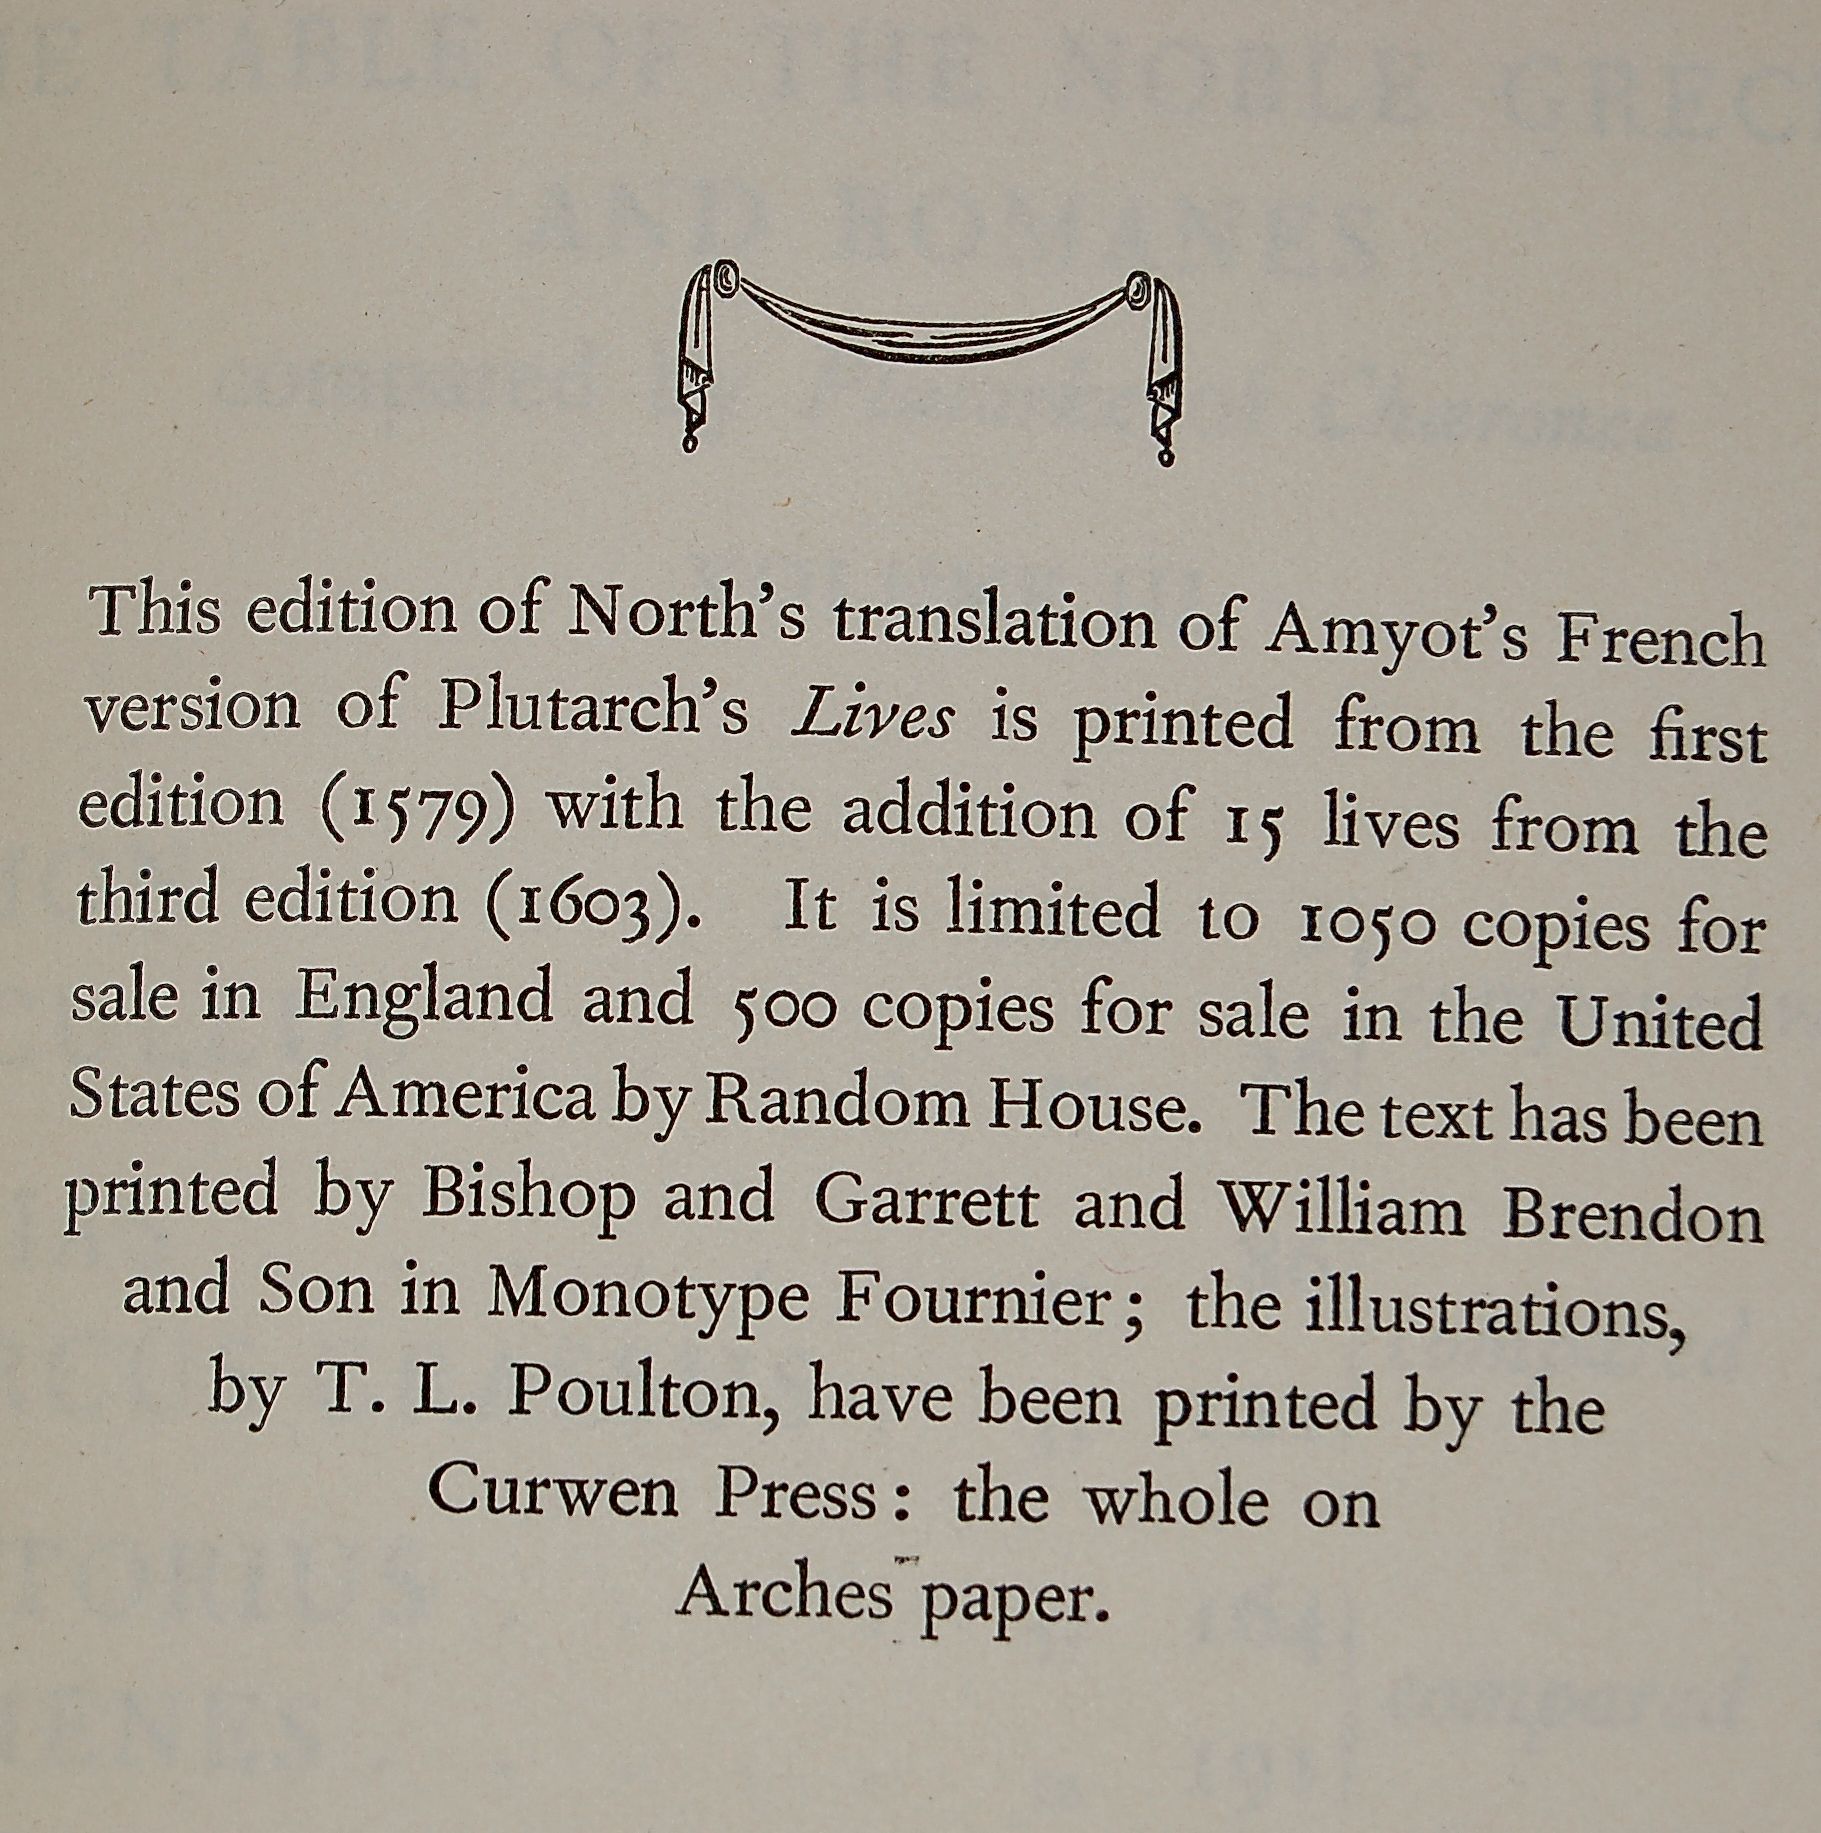 This edition of North's translation of Amyot's French
version of Plutarch's Lives is printed from the first
edition (1579) with the addition of 15 lives from the
third edition (1603). It is limited to 1050 copies for
sale in England and 500 copies for sale in the United
States of America by Random House. The text has been
printed by Bishop and Garrett and William Brendon
and Son in Monotype Fournier; the illustrations,
by T. L. Poulton, have been printed by the
Curwen Press: the whole on
Arches paper.